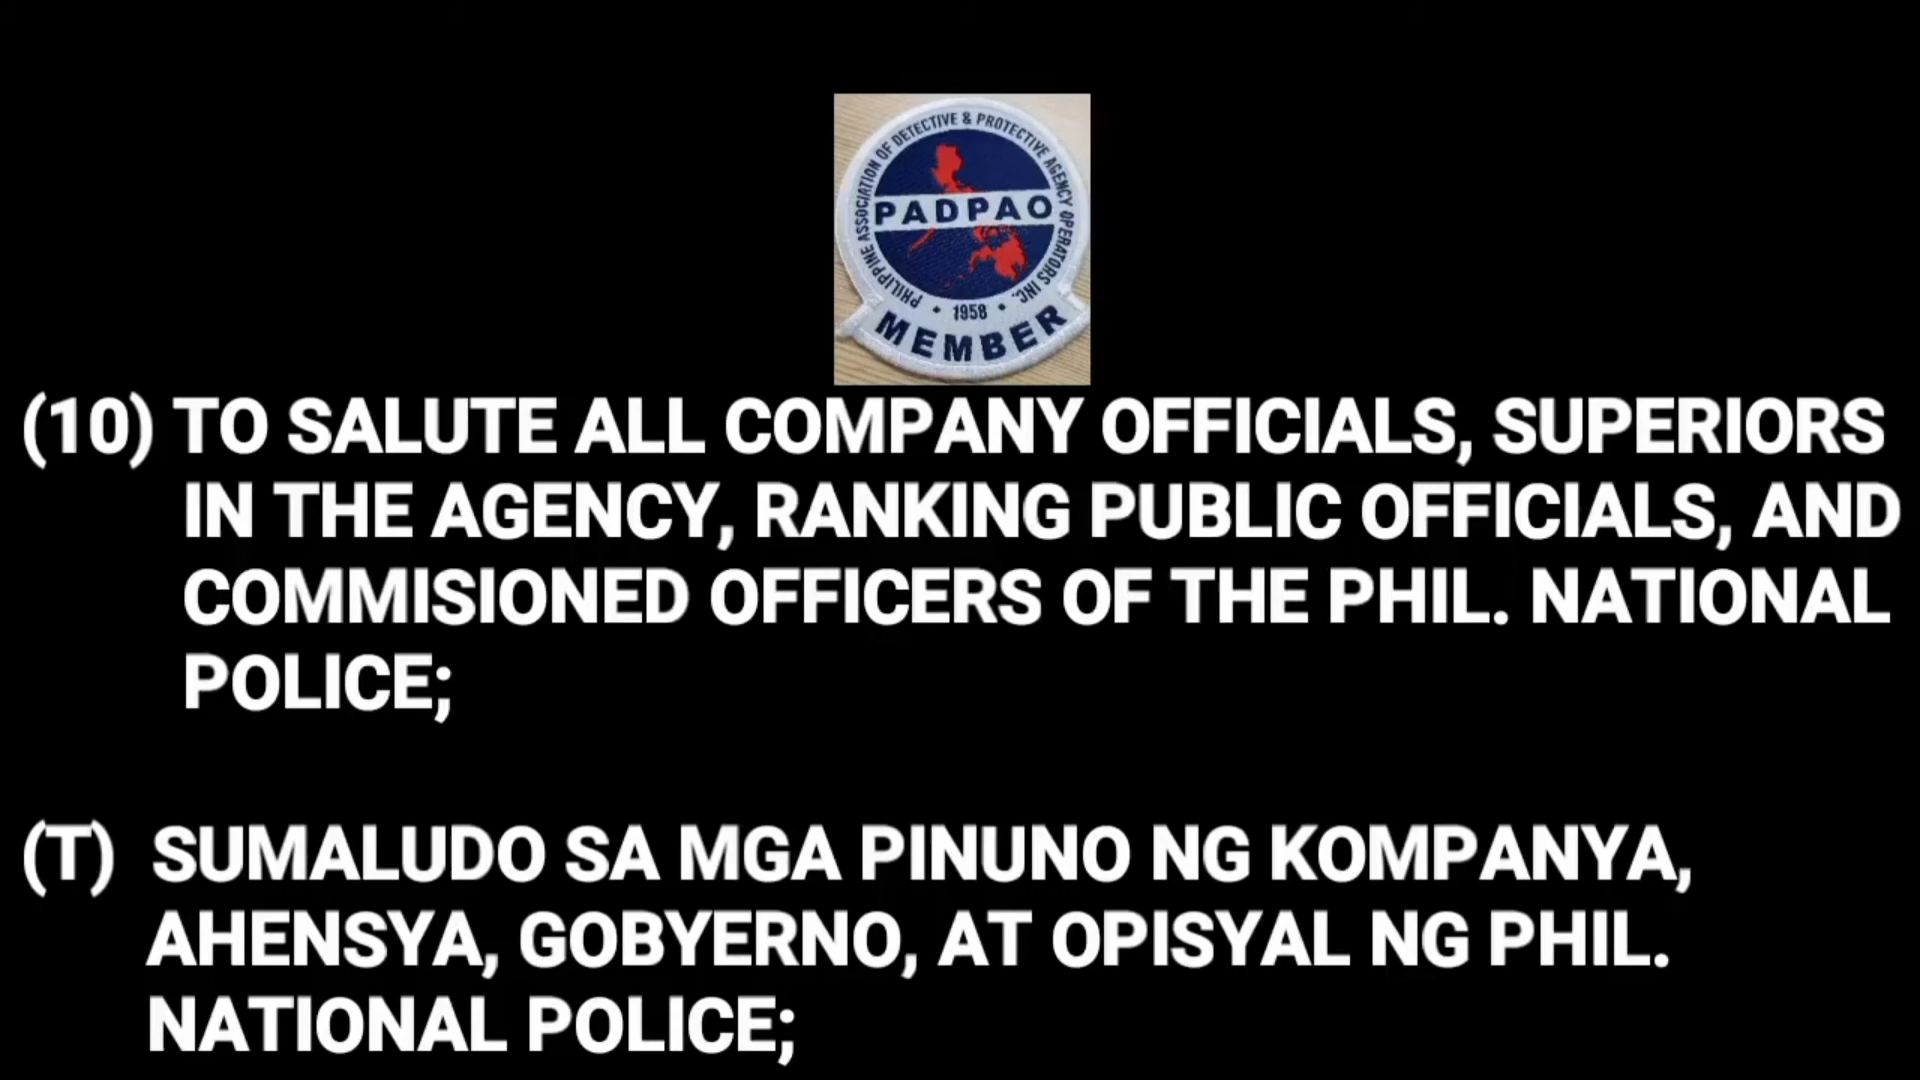 PHILIPPINE ASSOCIATION OF DETECTIVE & PROTECTIVE AGENCY OPERATORS INC.
PADPAO
• 1958 •
MEMBER
(10) TO SALUTE ALL COMPANY OFFICIALS, SUPERIORS
IN THE AGENCY, RANKING PUBLIC OFFICIALS, AND
COMMISIONED OFFICERS OF THE PHIL. NATIONAL
POLICE;
(T) SUMALUDO SA MGA PINUNO NG KOMPANYA,
AHENSYA, GOBYERNO, AT OPISYAL NG PHIL.
NATIONAL POLICE;